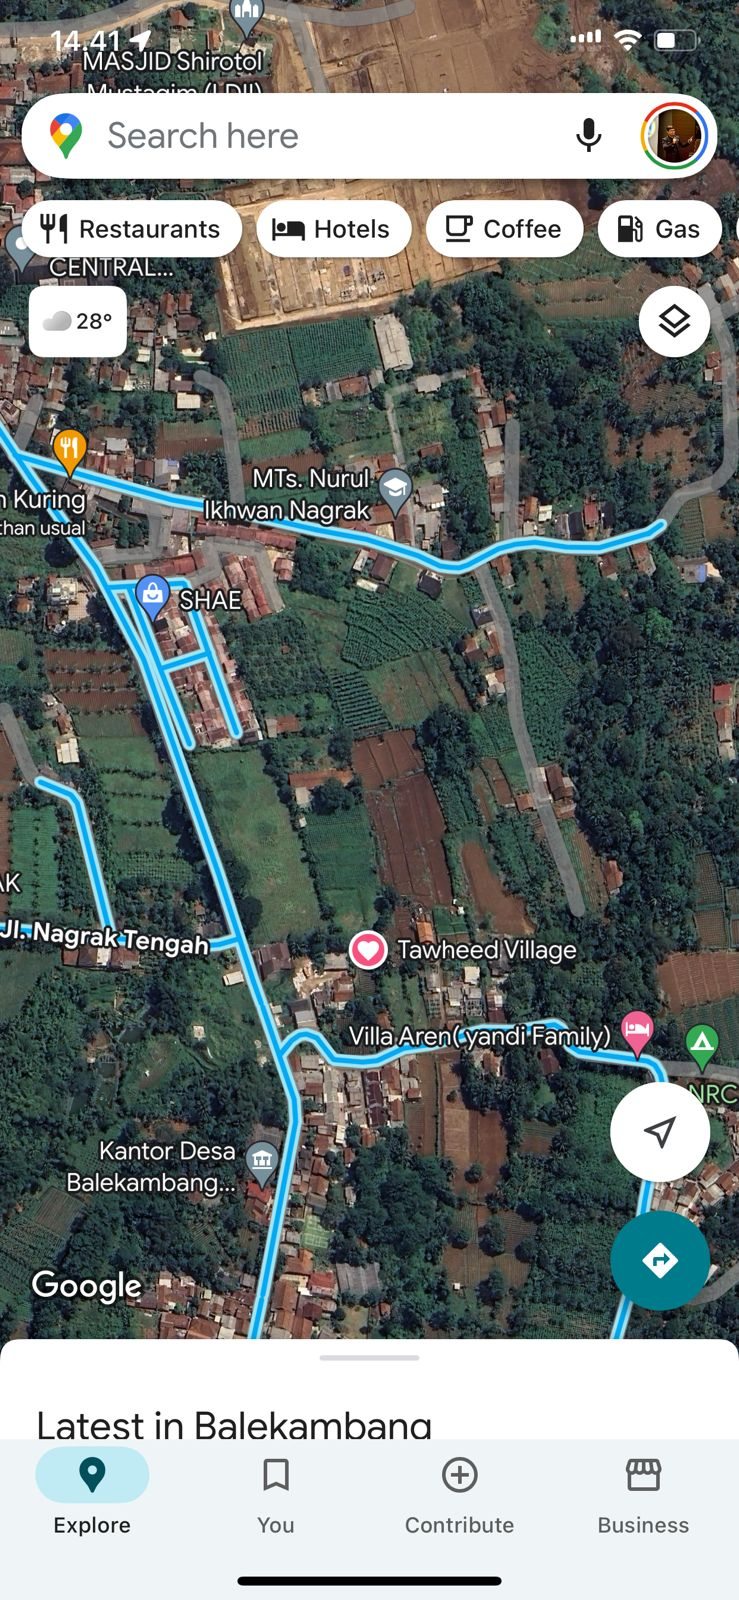 14.41
MASJID Shirotol
Mustaqim (LDII)
Search here
Restaurants
Hotels
Coffee
Gas
CENTRAL...
28°
MTs. Nurul
Ikhwan Nagrak
n Kuring
than usual
SHAE
AK
Jl. Nagrak Tengah
Tawheed Village
Villa Aren( yandi Family)
NRC
Kantor Desa
Balekambang...
Google
Latest in Balekambang
Explore
You
Contribute
Business